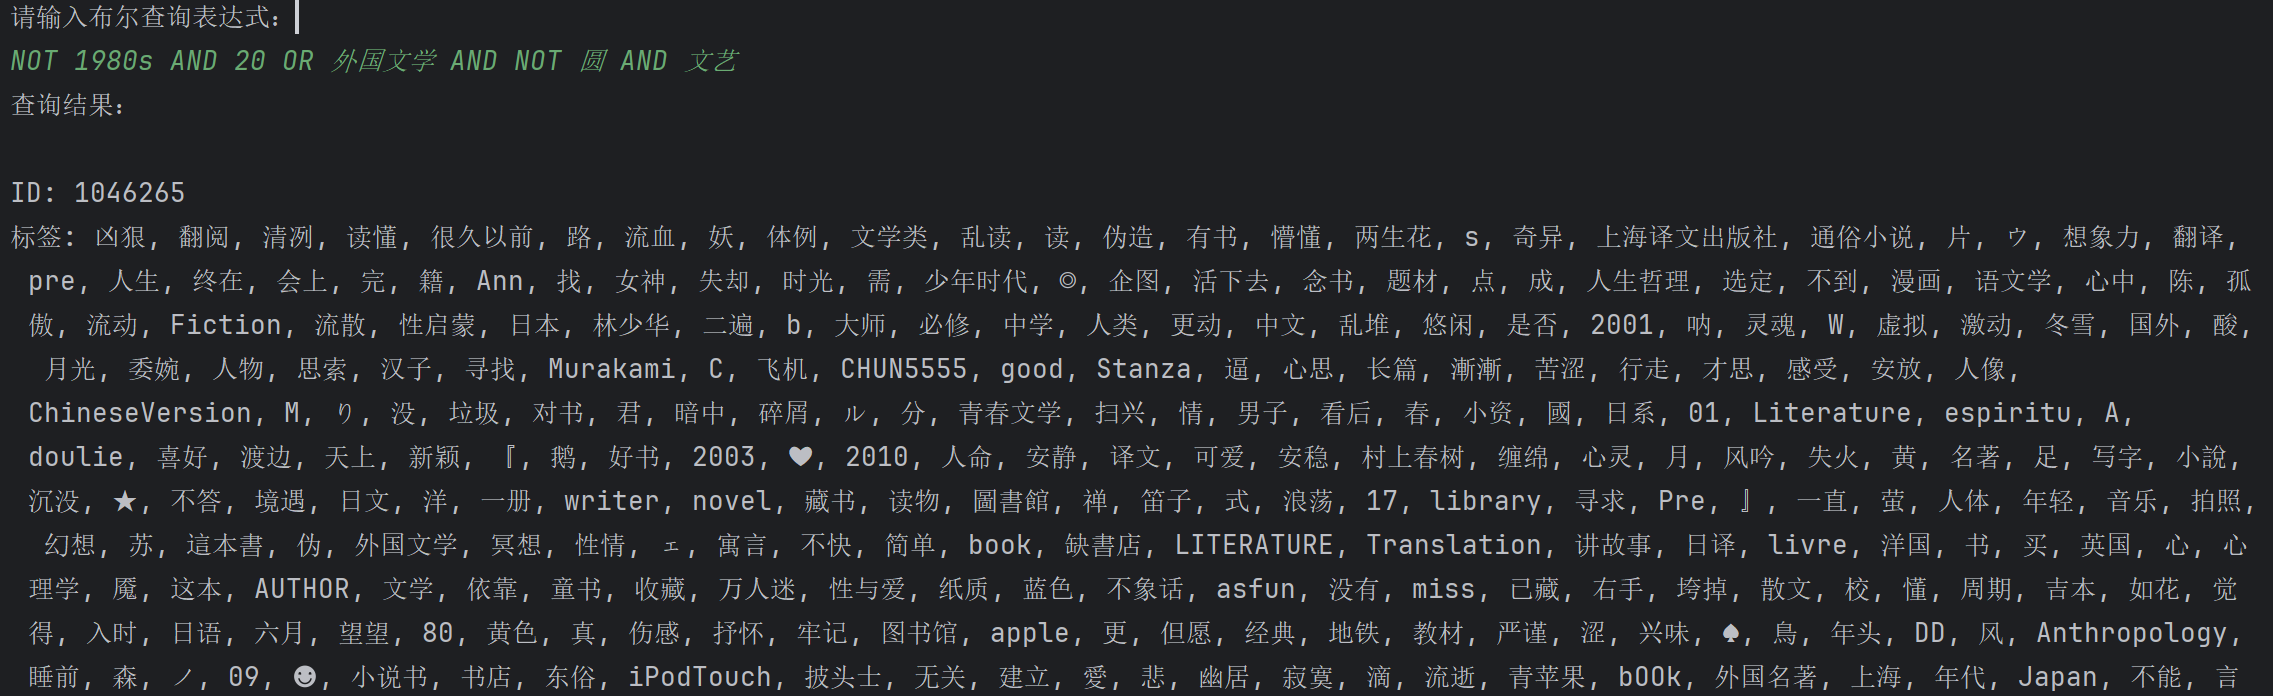 请输入布尔查询表达式:
NOT 1980s AND 20 OR 外国文学 AND NOT 圆 AND 文艺
查询结果:
ID: 1046265
标签: 凶狠, 翻阅, 清冽, 读懂, 很久以前, 路, 流血, 妖, 体例, 文学类, 乱读, 读, 伪造, 有书, 懵懂, 两生花, s, 奇异, 上海译文出版社, 通俗小说, 片, ウ, 想象力, 翻译,
pre, 人生, 终在, 会上, 完, 籍, Ann, 找, 女神, 失却, 时光, 需, 少年时代, ◎, 企图, 活下去, 念书, 题材, 点, 成, 人生哲理, 选定, 不到, 漫画, 语文学, 心中, 陈, 孤
傲, 流动, Fiction, 流散, 性启蒙, 日本, 林少华, 二遍, b, 大师, 必修, 中学, 人类, 更动, 中文, 乱堆, 悠闲, 是否, 2001, 呐, 灵魂, W, 虚拟, 激动, 冬雪, 国外, 酸,
月光, 委婉, 人物, 思索, 汉子, 寻找, Murakami, C, 飞机, CHUN5555, good, Stanza, 逼, 心思, 长篇, 漸漸, 苦涩, 行走, 才思, 感受, 安放, 人像,
ChineseVersion, M, り, 没, 垃圾, 对书, 君, 暗中, 碎屑, ル, 分, 青春文学, 扫兴, 情, 男子, 看后, 春, 小资, 國, 日系, 01, Literature, espiritu, A,
doulie, 喜好, 渡边, 天上, 新颖, 『, 鹅, 好书, 2003, ♥, 2010, 人命, 安静, 译文, 可爱, 安稳, 村上春树, 缠绵, 心灵, 月, 风吟, 失火, 黄, 名著, 足, 写字, 小說,
沉没, ★, 不答, 境遇, 日文, 洋, 一册, writer, novel, 藏书, 读物, 圖書館, 禅, 笛子, 式, 浪荡, 17, library, 寻求, Pre, 』, 一直, 萤, 人体, 年轻, 音乐, 拍照,
幻想, 苏, 這本書, 伪, 外国文学, 冥想, 性情, ェ, 寓言, 不快, 简单, book, 缺書店, LITERATURE, Translation, 讲故事, 日译, livre, 洋国, 书, 买, 英国, 心, 心
理学, 魇, 这本, AUTHOR, 文学, 依靠, 童书, 收藏, 万人迷, 性与爱, 纸质, 蓝色, 不象话, asfun, 没有, miss, 已藏, 右手, 垮掉, 散文, 校, 懂, 周期, 吉本, 如花, 觉
得, 入时, 日语, 六月, 望望, 80, 黄色, 真, 伤感, 抒怀, 牢记, 图书馆, apple, 更, 但愿, 经典, 地铁, 教材, 严谨, 涩, 兴味, ♠, 鳥, 年头, DD, 风, Anthropology,
睡前, 森, ノ, 09, ☻, 小说书, 书店, 东俗, iPodTouch, 披头士, 无关, 建立, 愛, 悲, 幽居, 寂寞, 滴, 流逝, 青苹果, bOOk, 外国名著, 上海, 年代, Japan, 不能, 言